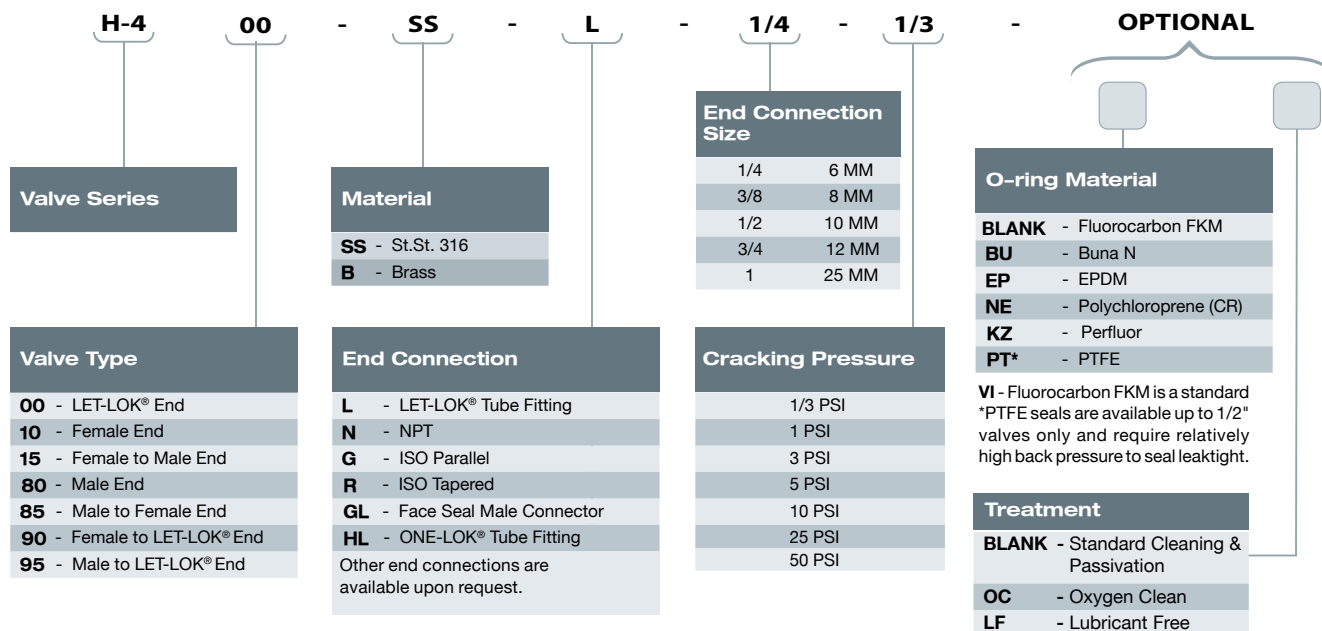 H-4 00 - SS - L - 1/4 - 1/3 - OPTIONAL
Valve Series
Valve Type
00 - LET-LOK® End
10 - Female End
15 - Female to Male End
80 - Male End
85 - Male to Female End
90 - Female to LET-LOK® End
95 - Male to LET-LOK® End
Material
SS - St.St. 316
B - Brass
End Connection
L - LET-LOK® Tube Fitting
N - NPT
G - ISO Parallel
R - ISO Tapered
GL - Face Seal Male Connector
HL - ONE-LOK® Tube Fitting
Other end connections are
available upon request.
End Connection
Size
1/4 6 MM
3/8 8 MM
1/2 10 MM
3/4 12 MM
1 25 MM
Cracking Pressure
1/3 PSI
1 PSI
3 PSI
5 PSI
10 PSI
25 PSI
50 PSI
O-ring Material
BLANK - Fluorocarbon FKM
BU - Buna N
EP - EPDM
NE - Polychloroprene (CR)
KZ - Perfluor
PT* - PTFE
VI - Fluorocarbon FKM is a standard
*PTFE seals are available up to 1/2"
valves only and require relatively
high back pressure to seal leaktight.
Treatment
BLANK - Standard Cleaning &
Passivation
OC - Oxygen Clean
LF - Lubricant Free